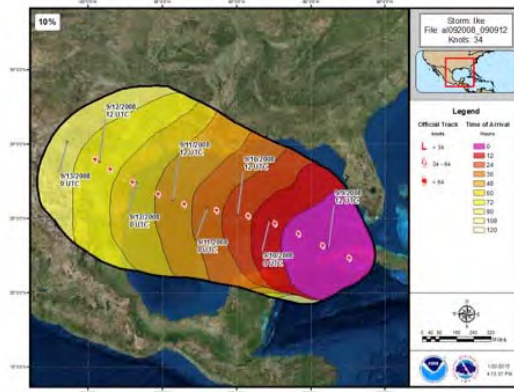 10%
Storm: Ike
File: al092008_090912
Knots: 34
9/12/2008
12 UTC
9/11/2008
12 UTC
9/10/2008
12 UTC
9/9/2008
12 UTC
9/13/2008
0 UTC
9/12/2008
0 UTC
9/11/2008
0 UTC
9/10/2008
0 UTC
Legend
Official Track
knots
< 34
34 - 64
> 64
Time of Arrival
Hours
0
12
24
36
48
60
72
90
108
120
Miles